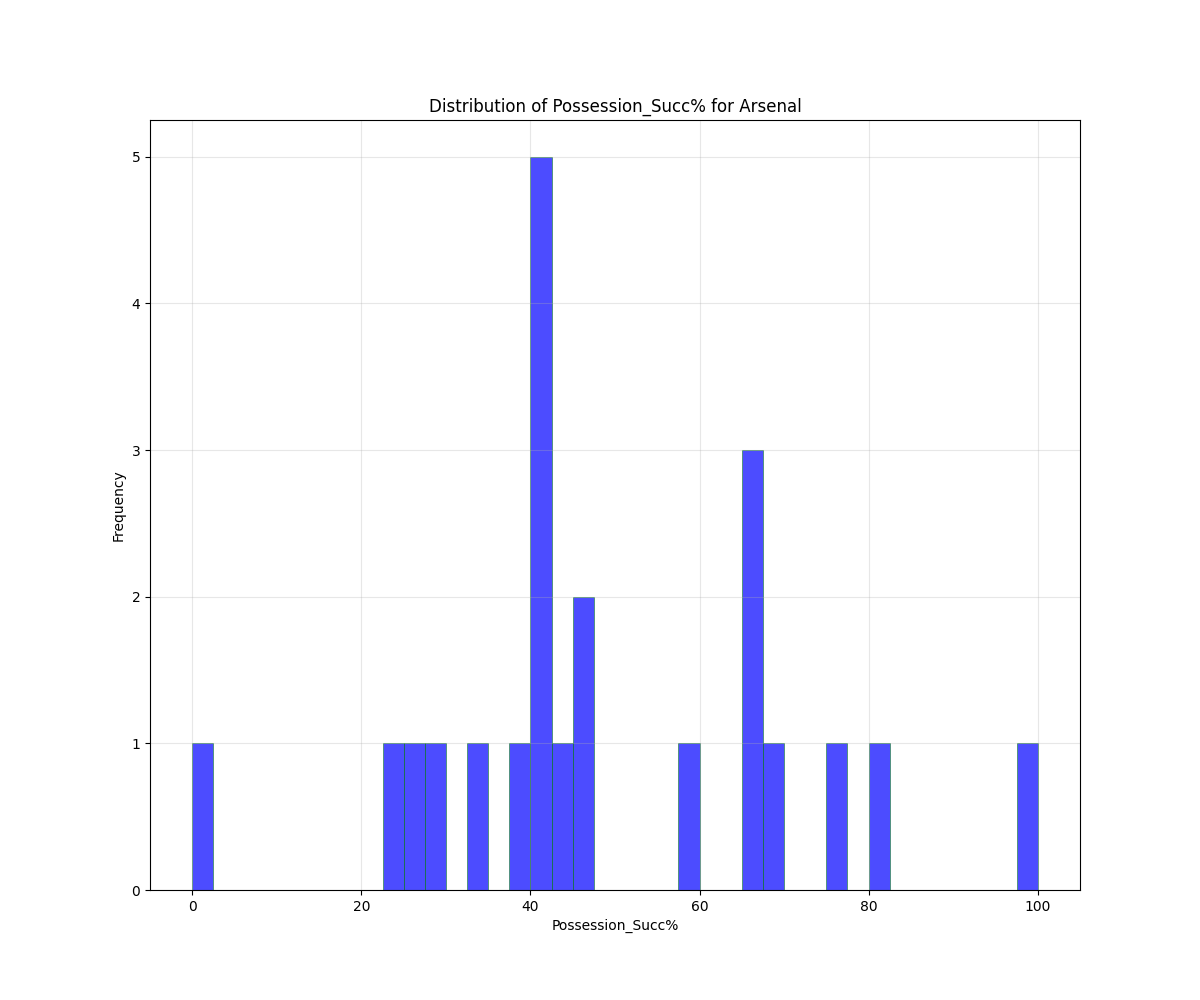 Distribution of Possession_Succ% for Arsenal
5
4
3
2
1
0
Frequency
0 20 40 60 80 100
Possession_Succ%